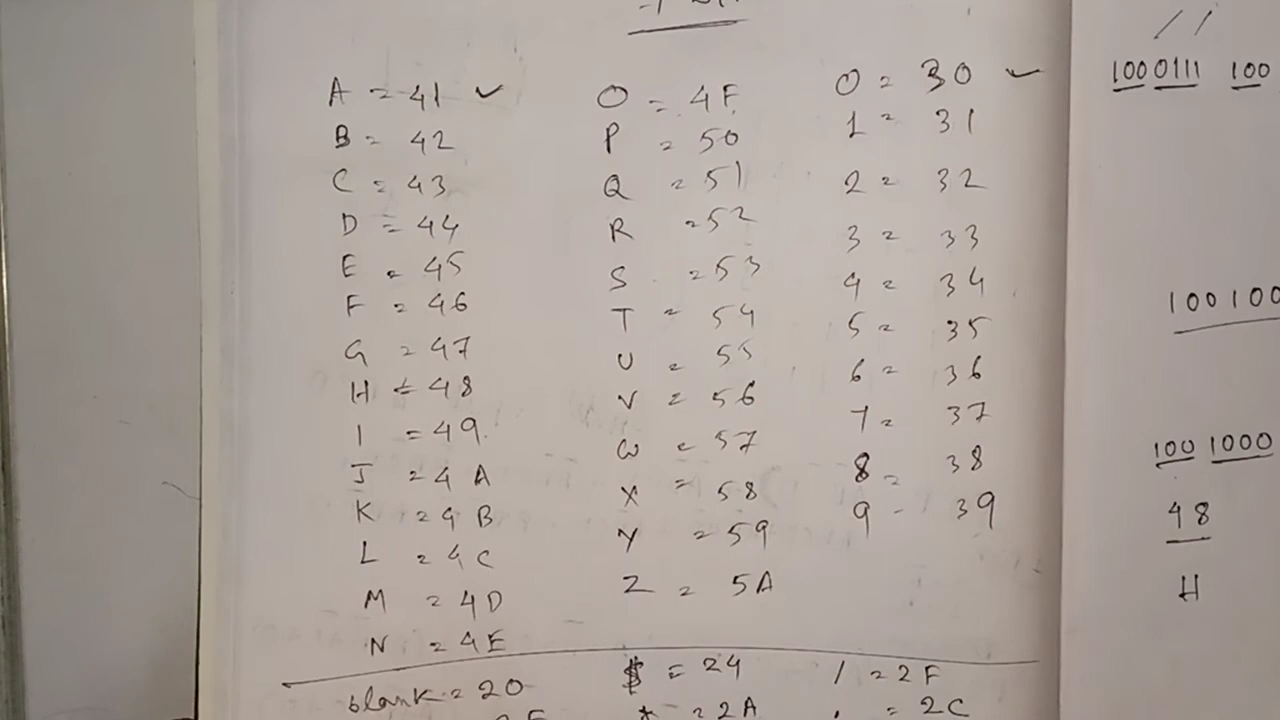 A = 41 ✓
B = 42
C = 43
D = 44
E = 45
F = 46
G = 47
H = 48
I = 49
J = 4A
K = 4B
L = 4C
M = 4D
N = 4E
O = 4F
P = 50
Q = 51
R = 52
S = 53
T = 54
U = 55
V = 56
W = 57
X = 58
Y = 59
Z = 5A
0 = 30 ✓
1 = 31
2 = 32
3 = 33
4 = 34
5 = 35
6 = 36
7 = 37
8 = 38
9 - 39
blank = 20
$ = 24
* = 2A
/ = 2F
, = 2C
1000111 100
100100
100 1000
48
H